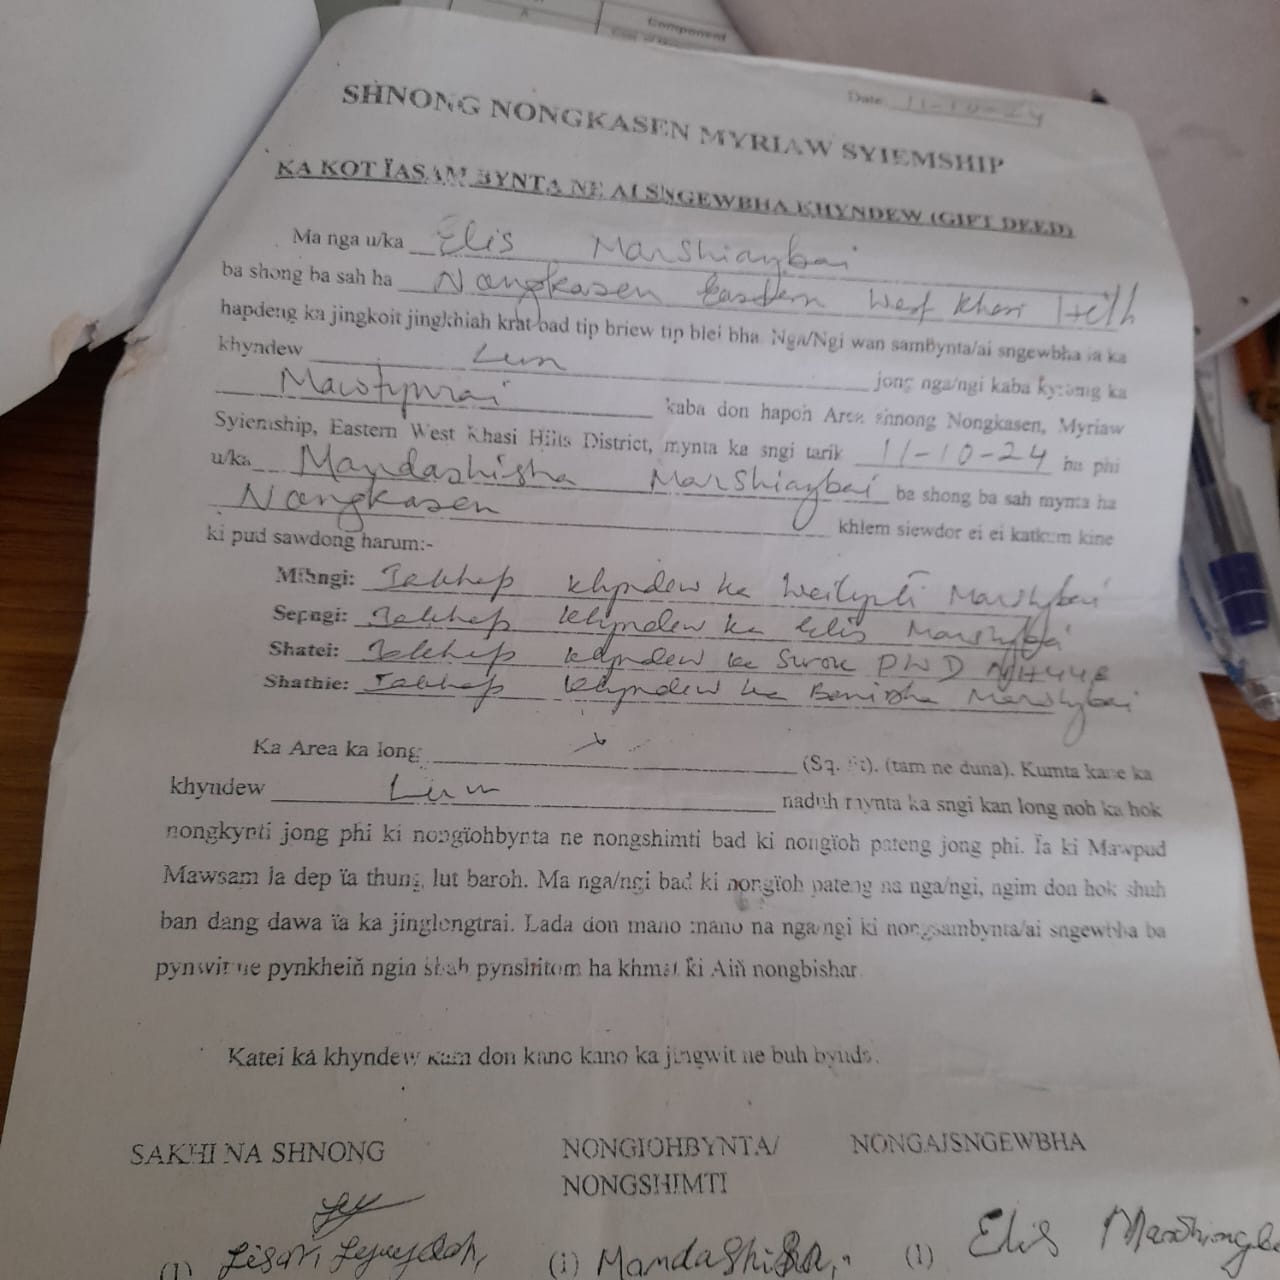 Component
Date 11-10-24
SHNONG NONGKASEN MYRIAW SYIEMSHIP
KA KOT ÏASAM BYNTA NE AI SNGEWBHA KHYNDEW (GIFT DEED)
Ma nga u/ka Elis Marshiangbai
ba shong ba sah ha Nongkasen Eastern West Khasi Hills
hapdeng ka jingkoit jingkhiah krat bad tip briew tip blei bha. Nga/Ngi wan sambynta/ai sngewbha ia ka
khyndew Lum jong nga/ngi kaba kyrteng ka
Mawtynrai kaba don hapoh Area shnong Nongkasen, Myriaw
Syiemship, Eastern West Khasi Hills District, mynta ka sngi tarik 11-10-24 ha phi
u/ka Mandashisha Marshiangbai ba shong ba sah mynta ha
Nongkasen khlem siewdor ei ei katkum kine
ki pud sawdong harum:-
Mihngi: khyndew ka Marshybai
Sepngi: khyndew ka Elis Marshybai
Shatei: khyndew ka Surok PWD
Shathie: khyndew ka Marshybai
Ka Area ka long: (Sq. ft). (tam ne duna). Kumta kane ka
khyndew Lum naduh mynta ka sngi kan long noh ka hok
nongkynti jong phi ki nongïohbynta ne nongshimti bad ki nongïoh pateng jong phi. Ïa ki Mawpud
Mawsam la dep ïa thung lut baroh. Ma nga/ngi bad ki nongïoh pateng na nga/ngi, ngim don hok shuh
ban dang dawa ïa ka jinglongtrai. Lada don mano mano na nga/ngi ki nongsambynta/ai sngewbha ba
pynwit ne pynkheiñ ngin shah pynshitom ha khmat ki Aiñ nongbishar.
Katei ka khyndew kam don kano kano ka jingwit ne buh bynda.
SAKHI NA SHNONG
NONGIOHBYNTA/
NONGSHIMTI
NONGAISNGEWBHA
(1)
(1) Mandashisha
(1) Elis